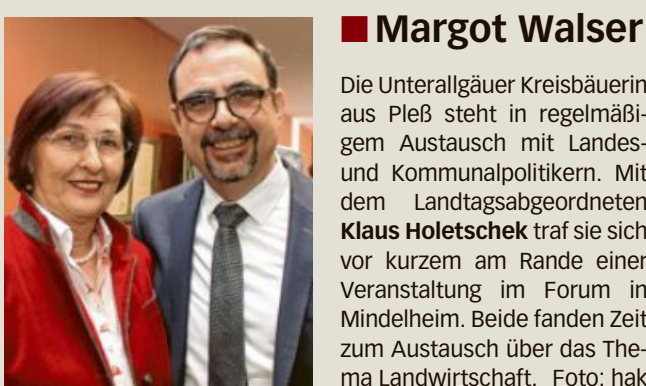 Margot Walser
Die Unterallgäuer Kreisbäuerin
aus Pleß steht in regelmäßi-
gem Austausch mit Landes-
und Kommunalpolitikern. Mit
dem Landtagsabgeordneten
Klaus Holetschek traf sie sich
vor kurzem am Rande einer
Veranstaltung im Forum in
Mindelheim. Beide fanden Zeit
zum Austausch über das The-
ma Landwirtschaft. Foto: hak